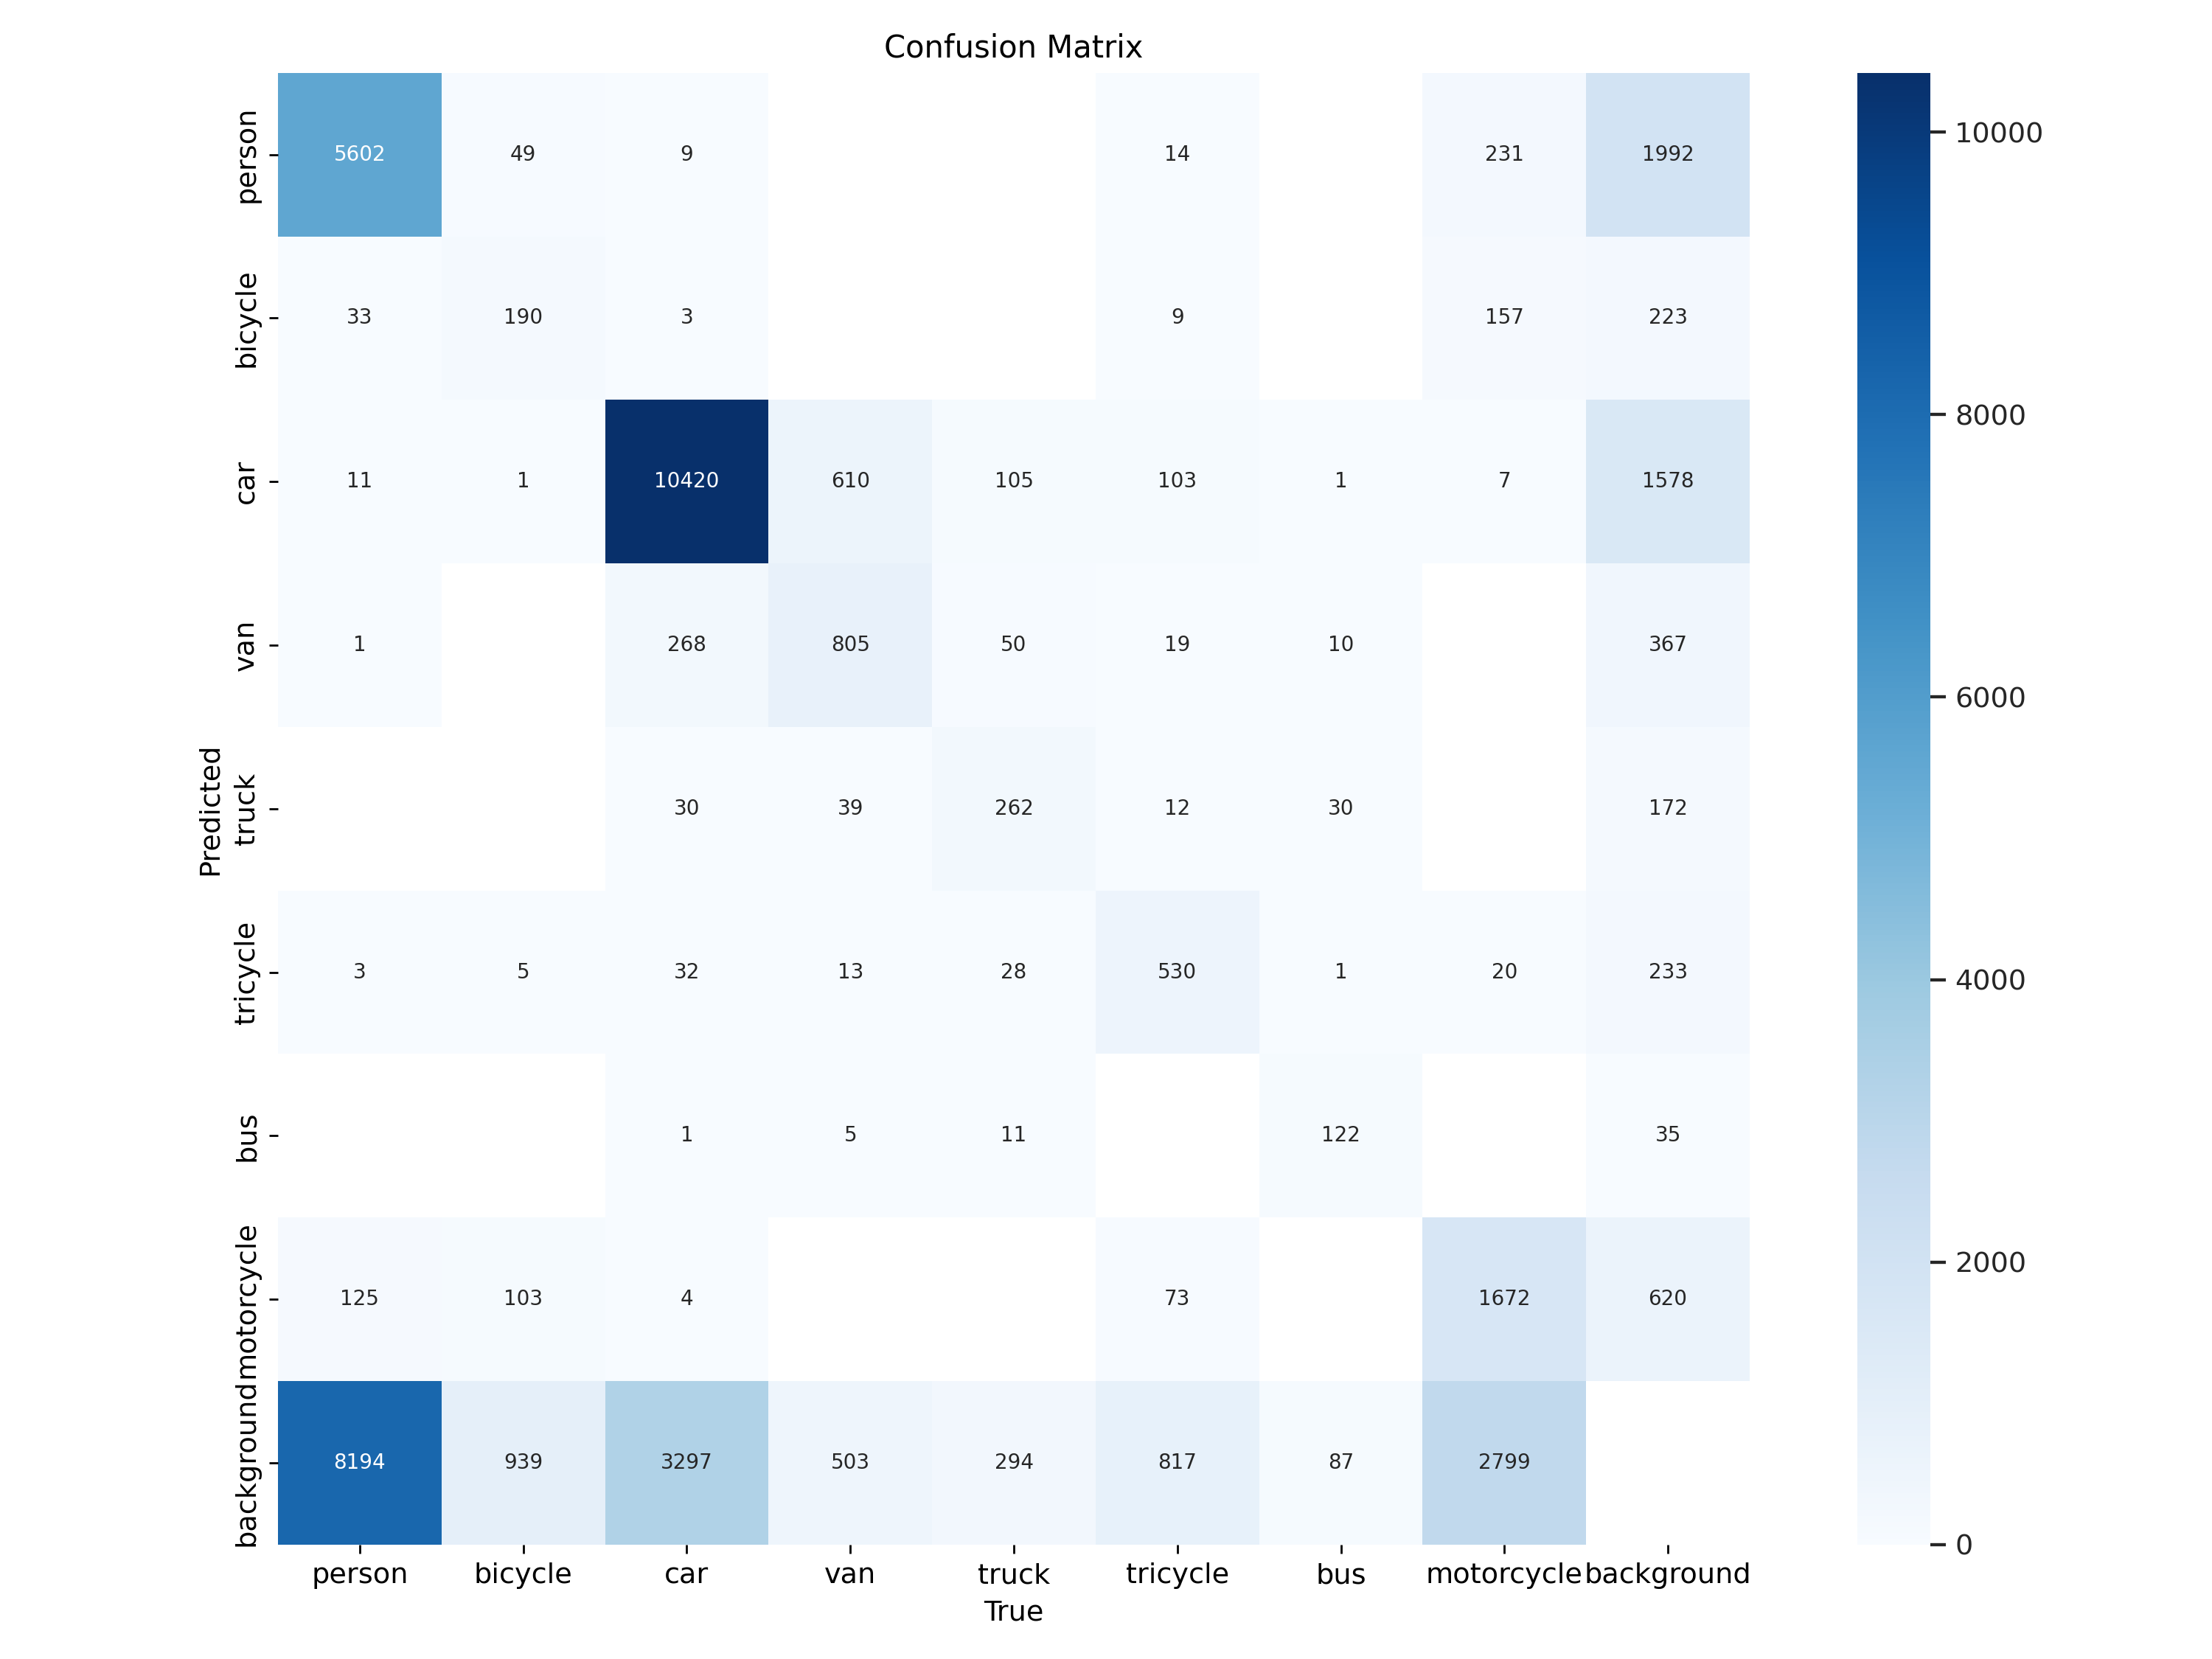 Confusion Matrix
person 5602 49 9 14 231 1992
bicycle 33 190 3 9 157 223
car 11 1 10420 610 105 103 1 7 1578
van 1 268 805 50 19 10 367
truck 30 39 262 12 30 172
tricycle 3 5 32 13 28 530 1 20 233
bus 1 5 11 122 35
motorcycle 125 103 4 73 1672 620
background 8194 939 3297 503 294 817 87 2799
Predicted
person bicycle car van truck tricycle bus motorcycle background
True
10000
8000
6000
4000
2000
0